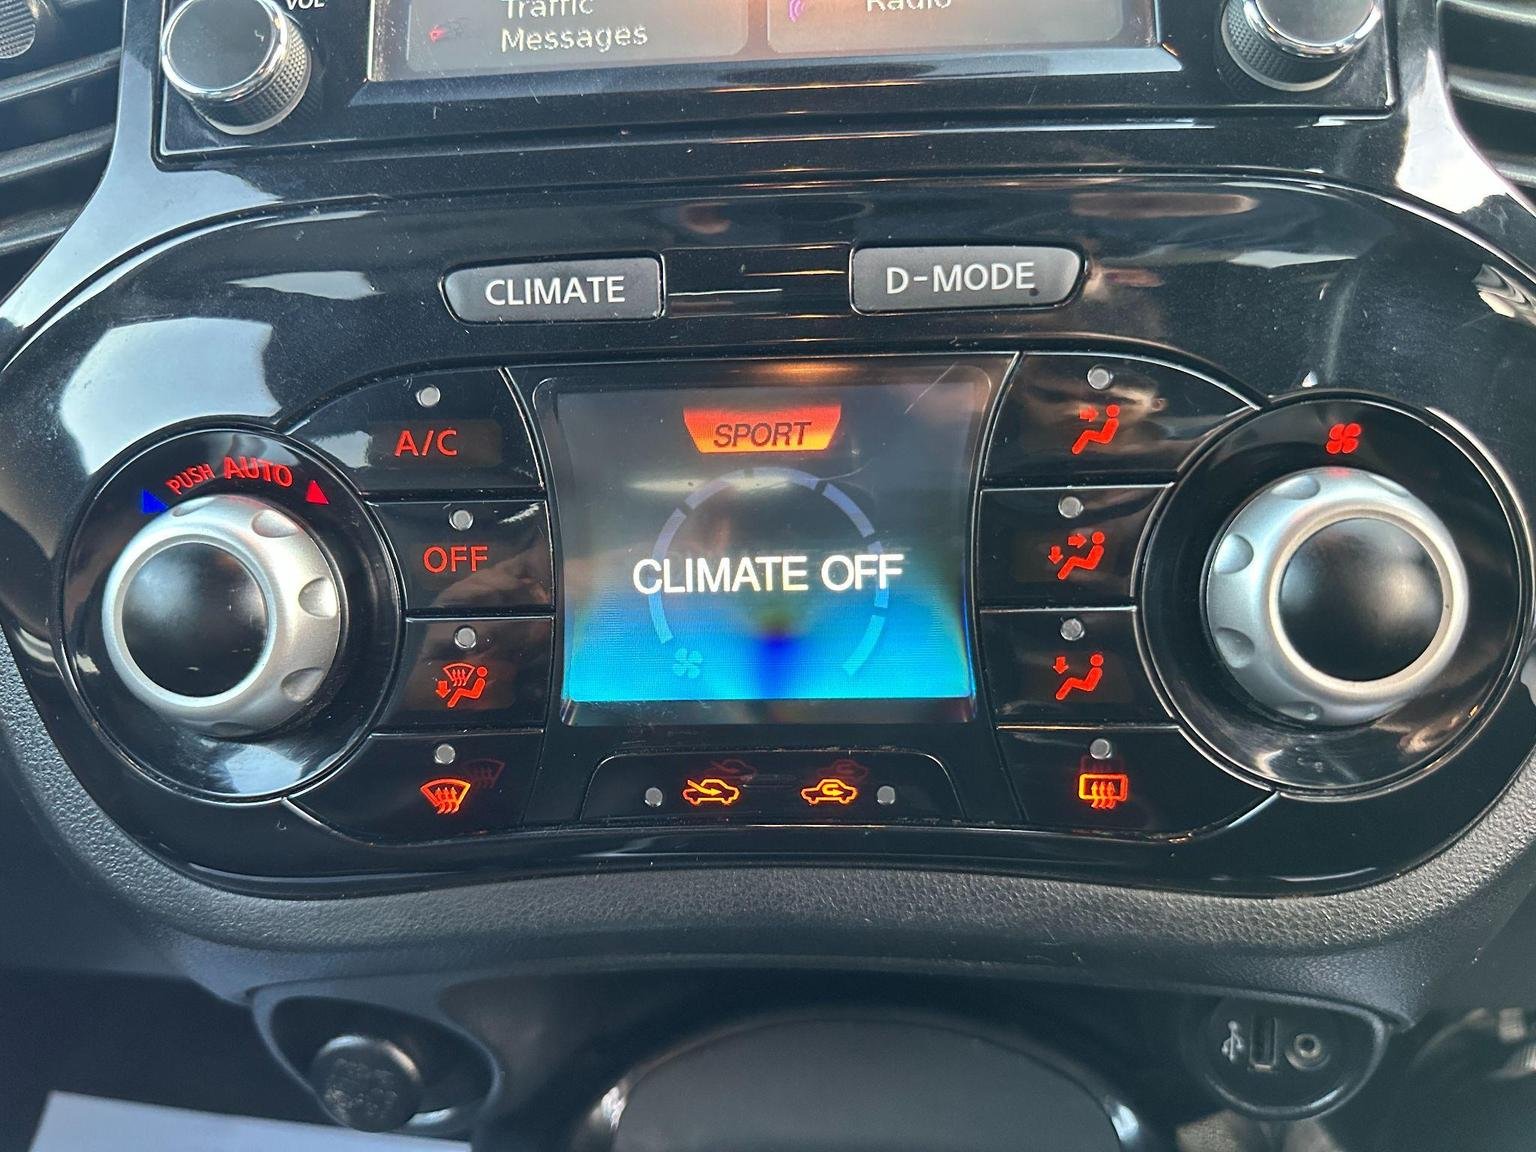 VOL
Traffic
Messages
Radio
CLIMATE
D-MODE
PUSH AUTO
A/C
OFF
SPORT
CLIMATE OFF